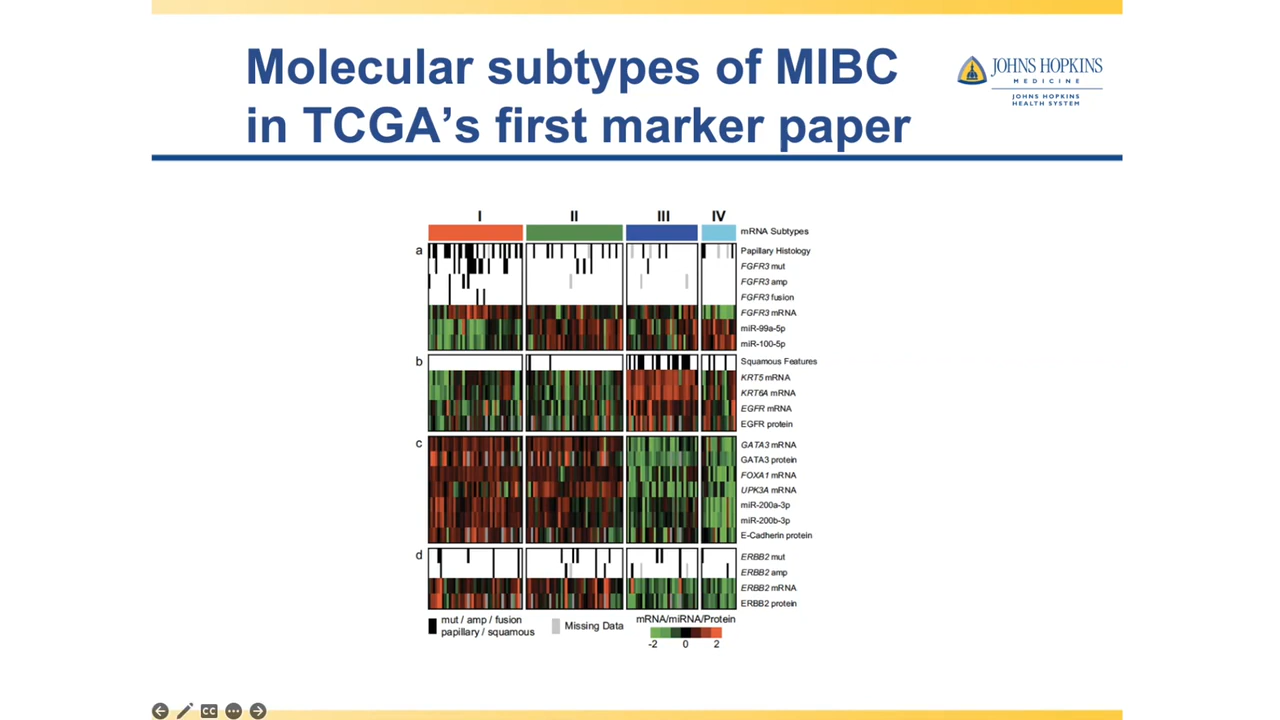 Molecular subtypes of MIBC
in TCGA's first marker paper
JOHNS HOPKINS
MEDICINE
JOHNS HOPKINS
HEALTH SYSTEM
I II III IV
mRNA Subtypes
a
Papillary Histology
FGFR3 mut
FGFR3 amp
FGFR3 fusion
FGFR3 mRNA
miR-99a-5p
miR-100-5p
b
Squamous Features
KRT5 mRNA
KRT6A mRNA
EGFR mRNA
EGFR protein
c
GATA3 mRNA
GATA3 protein
FOXA1 mRNA
UPK3A mRNA
miR-200a-3p
miR-200b-3p
E-Cadherin protein
d
ERBB2 mut
ERBB2 amp
ERBB2 mRNA
ERBB2 protein
mut / amp / fusion
papillary / squamous
Missing Data
mRNA/miRNA/Protein
-2 0 2
CC